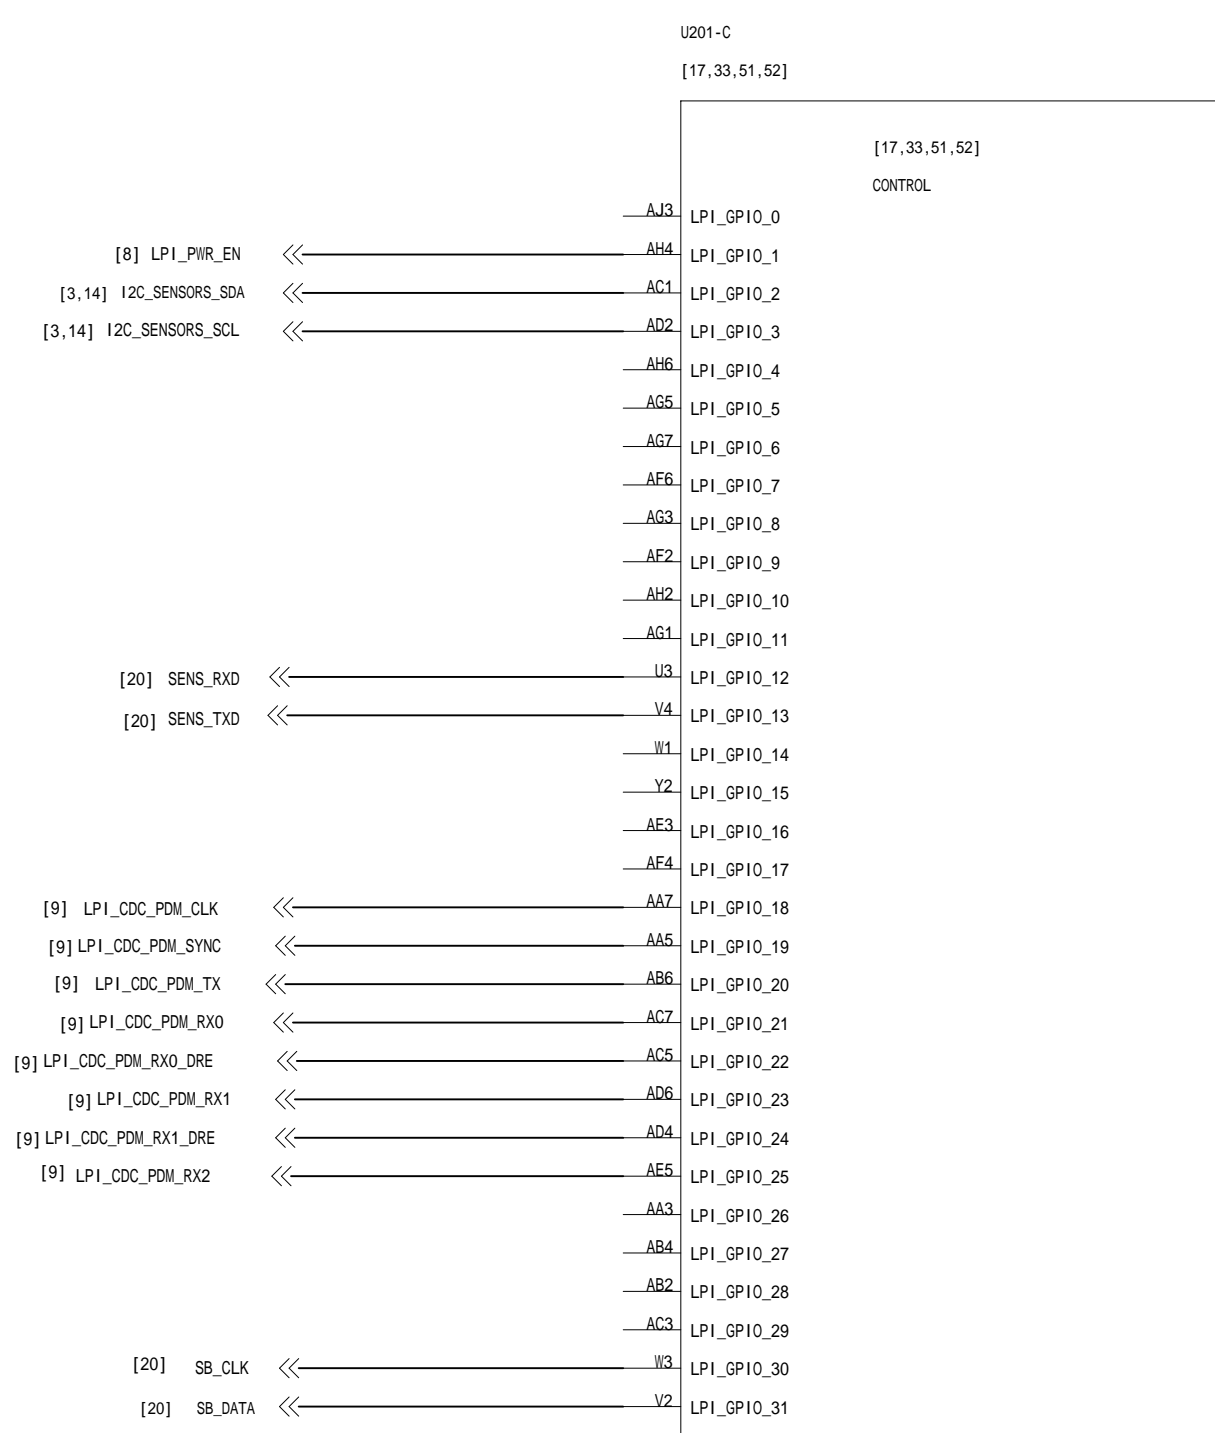 U201-C
[17,33,51,52]
[17,33,51,52]
CONTROL
AJ3 LPI_GPIO_0
[8] LPI_PWR_EN AH4 LPI_GPIO_1
[3,14] I2C_SENSORS_SDA AC1 LPI_GPIO_2
[3,14] I2C_SENSORS_SCL AD2 LPI_GPIO_3
AH6 LPI_GPIO_4
AG5 LPI_GPIO_5
AG7 LPI_GPIO_6
AF6 LPI_GPIO_7
AG3 LPI_GPIO_8
AF2 LPI_GPIO_9
AH2 LPI_GPIO_10
AG1 LPI_GPIO_11
[20] SENS_RXD U3 LPI_GPIO_12
[20] SENS_TXD V4 LPI_GPIO_13
W1 LPI_GPIO_14
Y2 LPI_GPIO_15
AE3 LPI_GPIO_16
AF4 LPI_GPIO_17
[9] LPI_CDC_PDM_CLK AA7 LPI_GPIO_18
[9] LPI_CDC_PDM_SYNC AA5 LPI_GPIO_19
[9] LPI_CDC_PDM_TX AB6 LPI_GPIO_20
[9] LPI_CDC_PDM_RX0 AC7 LPI_GPIO_21
[9] LPI_CDC_PDM_RX0_DRE AC5 LPI_GPIO_22
[9] LPI_CDC_PDM_RX1 AD6 LPI_GPIO_23
[9] LPI_CDC_PDM_RX1_DRE AD4 LPI_GPIO_24
[9] LPI_CDC_PDM_RX2 AE5 LPI_GPIO_25
AA3 LPI_GPIO_26
AB4 LPI_GPIO_27
AB2 LPI_GPIO_28
AC3 LPI_GPIO_29
[20] SB_CLK W3 LPI_GPIO_30
[20] SB_DATA V2 LPI_GPIO_31